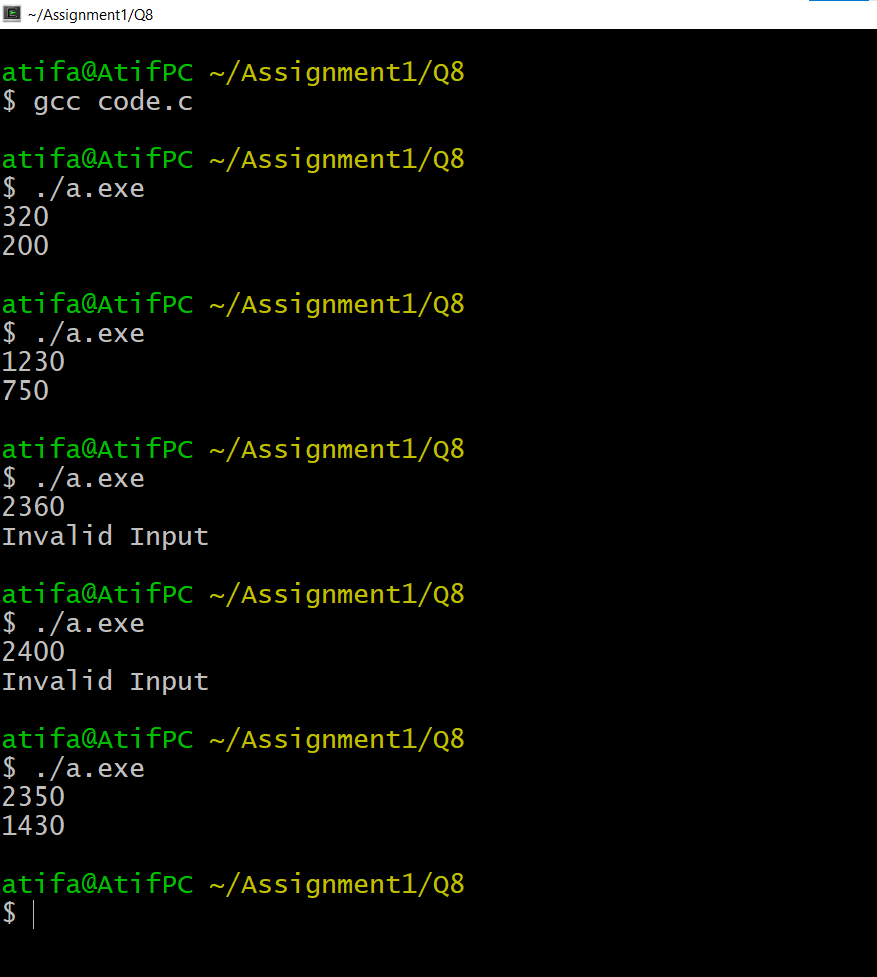 ~/Assignment1/Q8
atifa@AtifPC ~/Assignment1/Q8
$ gcc code.c
atifa@AtifPC ~/Assignment1/Q8
$ ./a.exe
320
200
atifa@AtifPC ~/Assignment1/Q8
$ ./a.exe
1230
750
atifa@AtifPC ~/Assignment1/Q8
$ ./a.exe
2360
Invalid Input
atifa@AtifPC ~/Assignment1/Q8
$ ./a.exe
2400
Invalid Input
atifa@AtifPC ~/Assignment1/Q8
$ ./a.exe
2350
1430
atifa@AtifPC ~/Assignment1/Q8
$